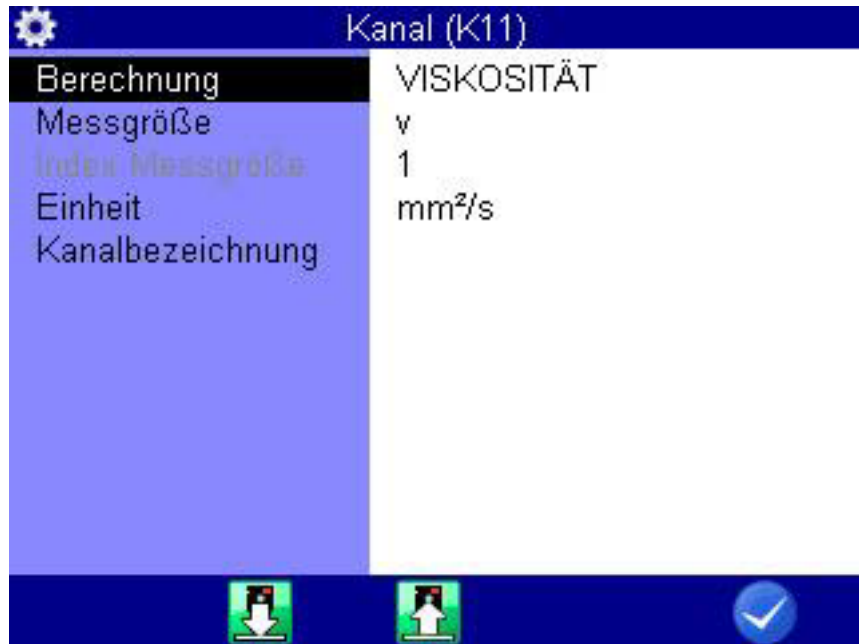 Kanal (K11)
Berechnung VISKOSITÄT
Messgröße v
Index Messgröße 1
Einheit mm²/s
Kanalbezeichnung